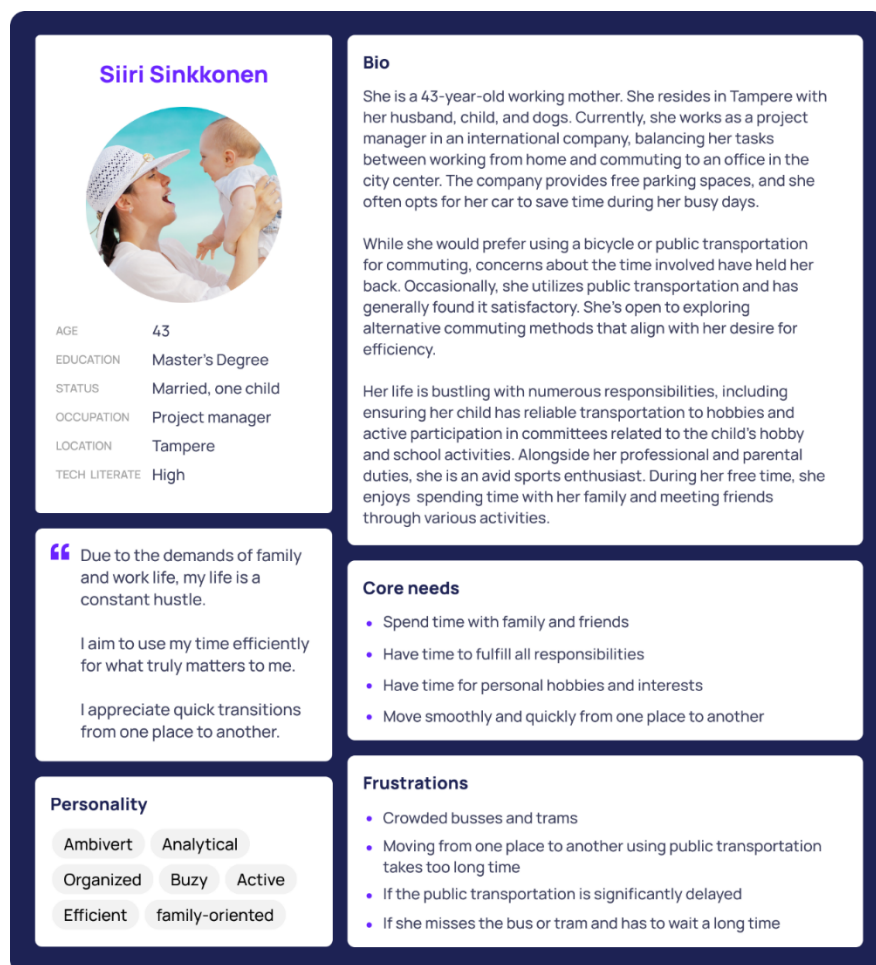 Siiri Sinkkonen
AGE 43
EDUCATION Master's Degree
STATUS Married, one child
OCCUPATION Project manager
LOCATION Tampere
TECH LITERATE High
Due to the demands of family
and work life, my life is a
constant hustle.
I aim to use my time efficiently
for what truly matters to me.
I appreciate quick transitions
from one place to another.
Personality
Ambivert Analytical
Organized Buzy Active
Efficient family-oriented
Bio
She is a 43-year-old working mother. She resides in Tampere with
her husband, child, and dogs. Currently, she works as a project
manager in an international company, balancing her tasks
between working from home and commuting to an office in the
city center. The company provides free parking spaces, and she
often opts for her car to save time during her busy days.
While she would prefer using a bicycle or public transportation
for commuting, concerns about the time involved have held her
back. Occasionally, she utilizes public transportation and has
generally found it satisfactory. She's open to exploring
alternative commuting methods that align with her desire for
efficiency.
Her life is bustling with numerous responsibilities, including
ensuring her child has reliable transportation to hobbies and
active participation in committees related to the child's hobby
and school activities. Alongside her professional and parental
duties, she is an avid sports enthusiast. During her free time, she
enjoys spending time with her family and meeting friends
through various activities.
Core needs
• Spend time with family and friends
• Have time to fulfill all responsibilities
• Have time for personal hobbies and interests
• Move smoothly and quickly from one place to another
Frustrations
• Crowded busses and trams
• Moving from one place to another using public transportation
takes too long time
• If the public transportation is significantly delayed
• If she misses the bus or tram and has to wait a long time